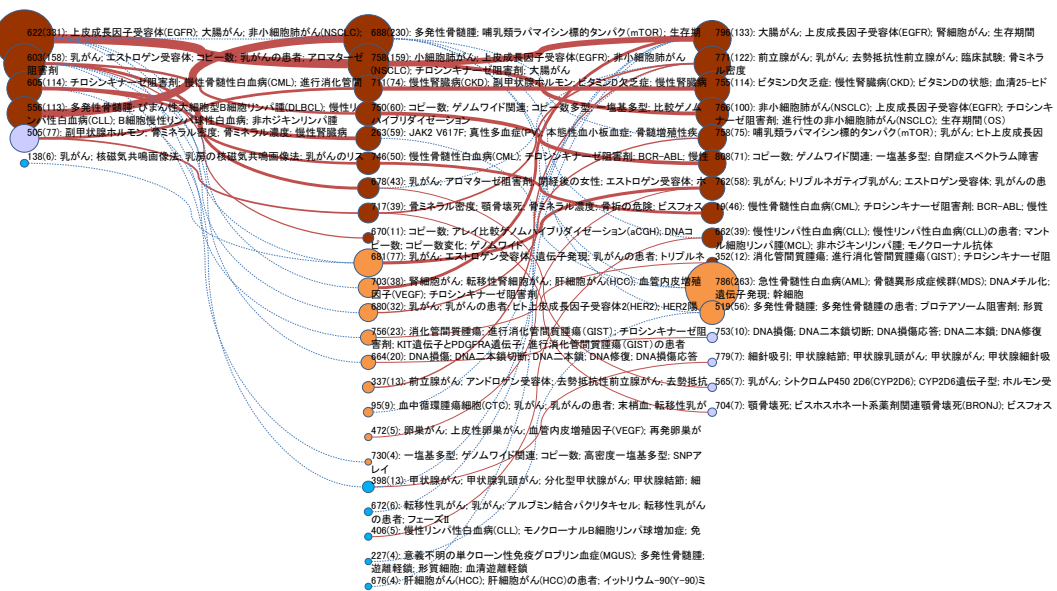 622(331): 上皮成長因子受容体(EGFR); 大腸がん; 非小細胞肺がん(NSCLC);
603(158): 乳がん; エストロゲン受容体; コピー数; 乳がんの患者; アロマターゼ
阻害剤
605(114): チロシンキナーゼ阻害剤; 慢性骨髄性白血病(CML); 進行消化管間
556(113): 多発性骨髄腫; びまん性大細胞型B細胞リンパ腫(DLBCL); 慢性リ
ンパ性白血病(CLL); B細胞慢性リンパ球性白血病; 非ホジキンリンパ腫
505(77): 副甲状腺ホルモン; 骨ミネラル密度; 骨ミネラル濃度; 慢性腎臓病
138(6): 乳がん; 核磁気共鳴画像法; 乳房の核磁気共鳴画像法; 乳がんのリス
688(230): 多発性骨髄腫; 哺乳類ラパマイシン標的タンパク(mTOR); 生存期
758(159): 小細胞肺がん; 上皮成長因子受容体(EGFR); 非小細胞肺がん
(NSCLC); チロシンキナーゼ阻害剤; 大腸がん
711(74): 慢性腎臓病(CKD); 副甲状腺ホルモン; ビタミンD欠乏症; 慢性腎臓病
750(60): コピー数; ゲノムワイド関連; コピー数多型; 一塩基多型; 比較ゲノム
ハイブリダイゼーション
263(59): JAK2 V617F; 真性多血症(PV); 本態性血小板血症; 骨髄増殖性疾
746(50): 慢性骨髄性白血病(CML); チロシンキナーゼ阻害剤; BCR-ABL; 慢性
678(43): 乳がん; アロマターゼ阻害剤; 閉経後の女性; エストロゲン受容体; ホ
717(39): 骨ミネラル密度; 顎骨壊死; 骨ミネラル濃度; 骨折の危険; ビスフォス
670(11): コピー数; アレイ比較ゲノムハイブリダイゼーション(aCGH); DNAコ
ピー数; コピー数変化; ゲノムワイド
681(77): 乳がん; エストロゲン受容体; 遺伝子発現; 乳がんの患者; トリプルネ
703(38): 腎細胞がん; 転移性腎細胞がん; 肝細胞がん(HCC); 血管内皮増殖
因子(VEGF); チロシンキナーゼ阻害剤
680(32): 乳がん; 乳がんの患者; ヒト上皮成長因子受容体2(HER2); HER2陽
756(23): 消化管間質腫瘍; 進行消化管間質腫瘍(GIST); チロシンキナーゼ阻
害剤; KIT遺伝子とPDGFRA遺伝子; 進行消化管間質腫瘍(GIST)の患者
664(20): DNA損傷; DNA二本鎖切断; DNA二本鎖; DNA修復; DNA損傷応答
337(13): 前立腺がん; アンドロゲン受容体; 去勢抵抗性前立腺がん; 去勢抵抗
95(9): 血中循環腫瘍細胞(CTC); 乳がん; 乳がんの患者; 末梢血; 転移性乳が
472(5): 卵巣がん; 上皮性卵巣がん; 血管内皮増殖因子(VEGF); 再発卵巣が
730(4): 一塩基多型; ゲノムワイド関連; コピー数; 高密度一塩基多型; SNPア
レイ
398(13): 甲状腺がん; 甲状腺乳頭がん; 分化型甲状腺がん; 甲状腺結節; 細
672(6): 転移性乳がん; 乳がん; アルブミン結合パクリタキセル; 転移性乳がん
の患者; フェーズII
406(5): 慢性リンパ性白血病(CLL); モノクローナルB細胞リンパ球増加症; 免
227(4): 意義不明の単クローン性免疫グロブリン血症(MGUS); 多発性骨髄腫;
遊離軽鎖; 形質細胞; 血清遊離軽鎖
676(4): 肝細胞がん(HCC); 肝細胞がん(HCC)の患者; イットリウム-90(Y-90)ミ
796(133): 大腸がん; 上皮成長因子受容体(EGFR); 腎細胞がん; 生存期間
771(122): 前立腺がん; 乳がん; 去勢抵抗性前立腺がん; 臨床試験; 骨ミネラ
ル密度
755(114): ビタミンD欠乏症; 慢性腎臓病(CKD); ビタミンDの状態; 血清25-ヒド
766(100): 非小細胞肺がん(NSCLC); 上皮成長因子受容体(EGFR); チロシンキ
ナーゼ阻害剤; 進行性の非小細胞がん(NSCLC); 生存期間(OS)
758(75): 哺乳類ラパマイシン標的タンパク(mTOR); 乳がん; ヒト上皮成長因
808(71): コピー数; ゲノムワイド関連; 一塩基多型; 自閉症スペクトラム障害
762(58): 乳がん; トリプルネガティブ乳がん; エストロゲン受容体; 乳がんの患
19(46): 慢性骨髄性白血病(CML); チロシンキナーゼ阻害剤; BCR-ABL; 慢性
662(39): 慢性リンパ性白血病(CLL); 慢性リンパ性白血病(CLL)の患者; マント
ル細胞リンパ腫(MCL); 非ホジキンリンパ腫; モノクローナル抗体
352(12): 消化管間質腫瘍; 進行消化管間質腫瘍(GIST); チロシンキナーゼ阻
786(263): 急性骨髄性白血病(AML); 骨髄異形成症候群(MDS); DNAメチル化;
遺伝子発現; 幹細胞
519(56): 多発性骨髄腫; 多発性骨髄腫の患者; プロテアソーム阻害剤; 形質
753(10): DNA損傷; DNA二本鎖切断; DNA損傷応答; DNA二本鎖; DNA修復
779(7): 細針吸引; 甲状腺結節; 甲状腺乳頭がん; 甲状腺がん; 甲状腺細針吸
565(7): 乳がん; シトクロムP450 2D6(CYP2D6); CYP2D6遺伝子型; ホルモン受
704(7): 顎骨壊死; ビスホスホネート系薬剤関連顎骨壊死(BRONJ); ビスフォス